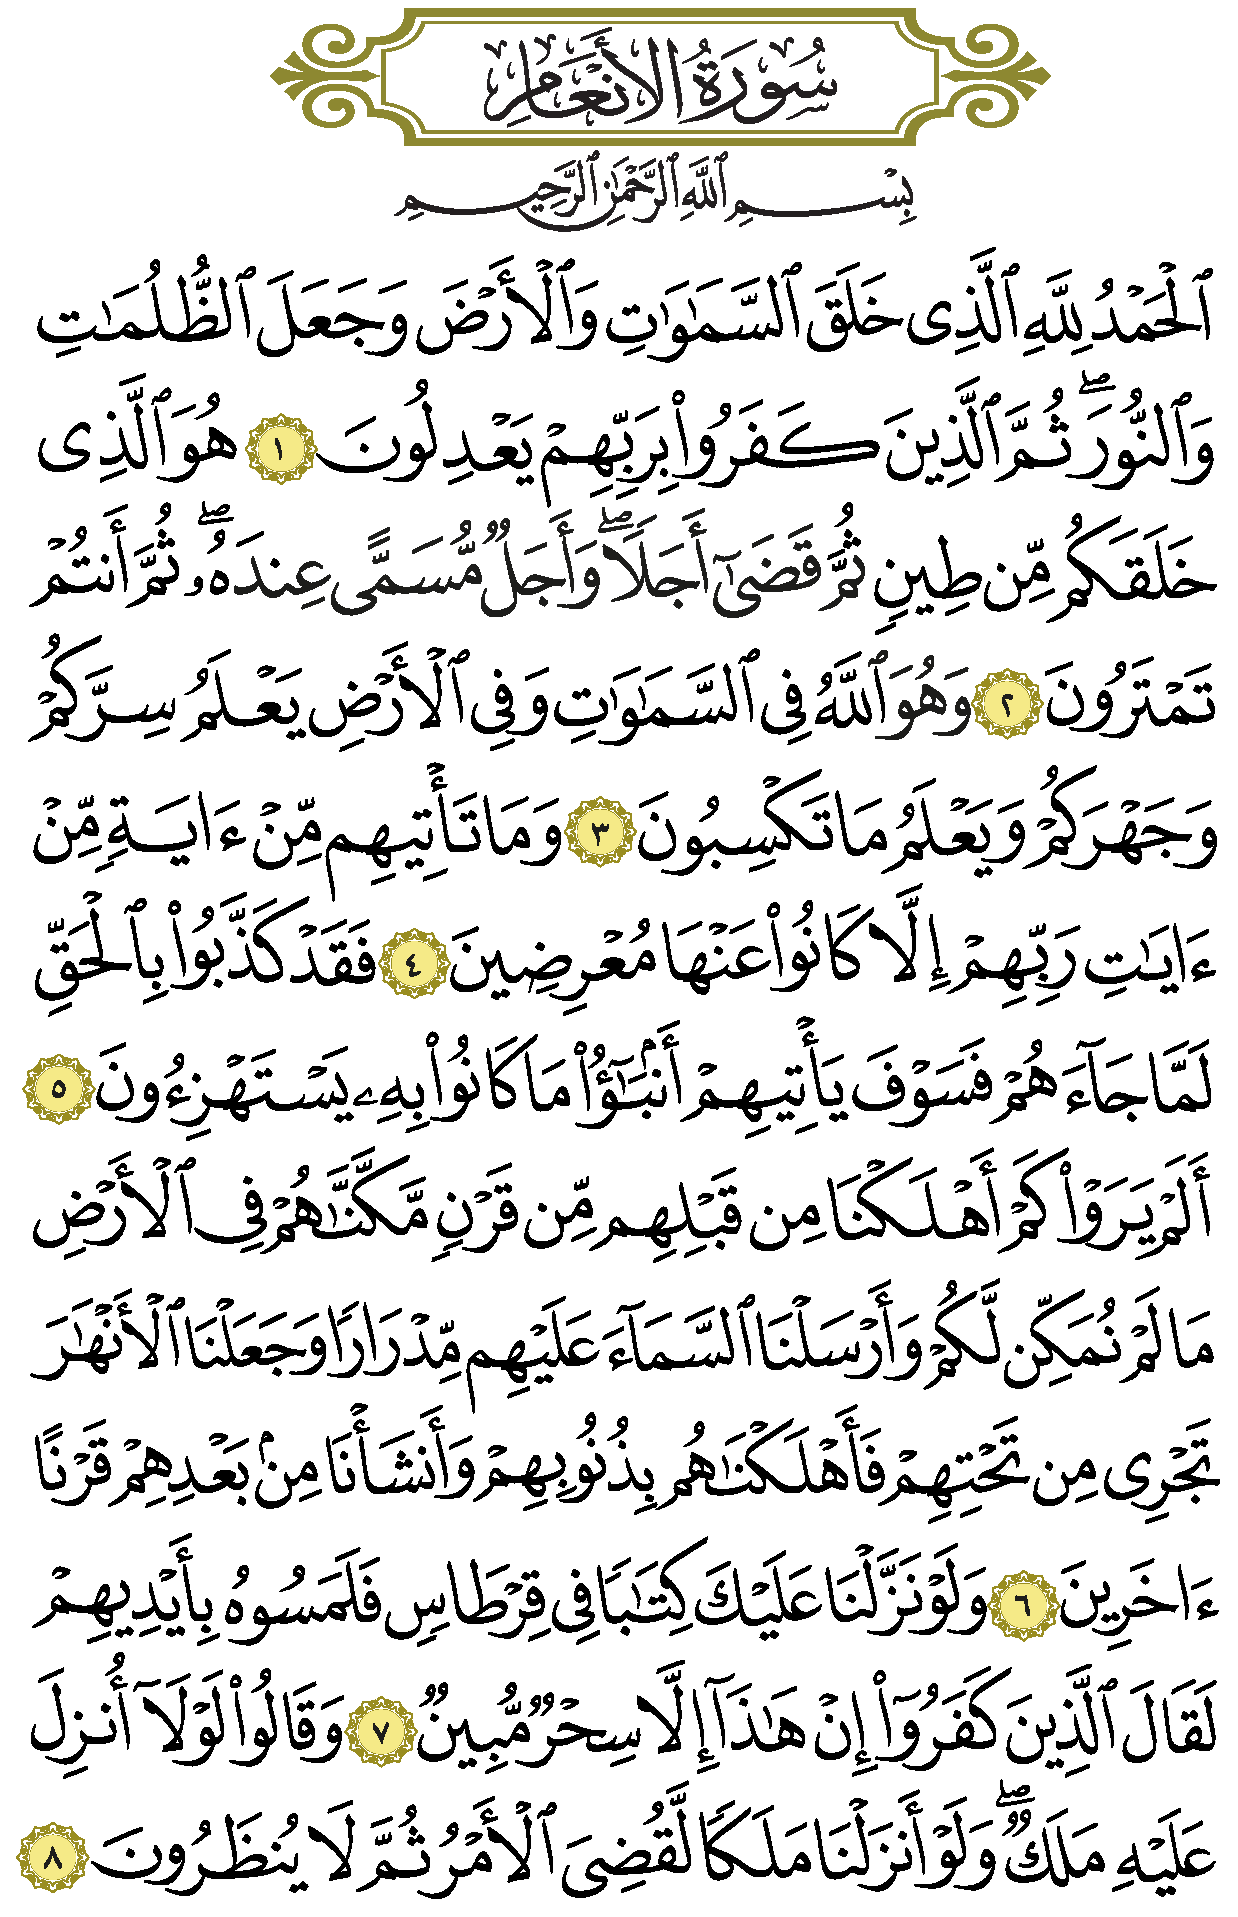 سُورَةُ الأَنْعَامِ
بِسْمِ ٱللَّهِ ٱلرَّحْمَٰنِ ٱلرَّحِيمِ
ٱلْحَمْدُ لِلَّهِ ٱلَّذِى خَلَقَ ٱلسَّمَٰوَٰتِ وَٱلْأَرْضَ وَجَعَلَ ٱلظُّلُمَٰتِ
وَٱلنُّورَ ۖ ثُمَّ ٱلَّذِينَ كَفَرُوا۟ بِرَبِّهِمْ يَعْدِلُونَ ١ هُوَ ٱلَّذِى
خَلَقَكُم مِّن طِينٍ ثُمَّ قَضَىٰٓ أَجَلًا ۖ وَأَجَلٌ مُّسَمًّى عِندَهُۥ ۖ ثُمَّ أَنتُمْ
تَمْتَرُونَ ٢ وَهُوَ ٱللَّهُ فِى ٱلسَّمَٰوَٰتِ وَفِى ٱلْأَرْضِ يَعْلَمُ سِرَّكُمْ
وَجَهْرَكُمْ وَيَعْلَمُ مَا تَكْسِبُونَ ٣ وَمَا تَأْتِيهِم مِّنْ ءَايَةٍ مِّنْ
ءَايَٰتِ رَبِّهِمْ إِلَّا كَانُوا۟ عَنْهَا مُعْرِضِينَ ٤ فَقَدْ كَذَّبُوا۟ بِٱلْحَقِّ
لَمَّا جَآءَهُمْ فَسَوْفَ يَأْتِيهِمْ أَنۢبَٰٓؤُا۟ مَا كَانُوا۟ بِهِۦ يَسْتَهْزِءُونَ ٥
أَلَمْ يَرَوْا۟ كَمْ أَهْلَكْنَا مِن قَبْلِهِم مِّن قَرْنٍ مَّكَّنَّٰهُمْ فِى ٱلْأَرْضِ
مَا لَمْ نُمَكِّن لَّكُمْ وَأَرْسَلْنَا ٱلسَّمَآءَ عَلَيْهِم مِّدْرَارًا وَجَعَلْنَا ٱلْأَنْهَٰرَ
تَجْرِى مِن تَحْتِهِمْ فَأَهْلَكْنَٰهُم بِذُنُوبِهِمْ وَأَنشَأْنَا مِنۢ بَعْدِهِمْ قَرْنًا
ءَاخَرِينَ ٦ وَلَوْ نَزَّلْنَا عَلَيْكَ كِتَٰبًا فِى قِرْطَاسٍ فَلَمَسُوهُ بِأَيْدِيهِمْ
لَقَالَ ٱلَّذِينَ كَفَرُوٓا۟ إِنْ هَٰذَآ إِلَّا سِحْرٌ مُّبِينٌ ٧ وَقَالُوا۟ لَوْلَآ أُنزِلَ
عَلَيْهِ مَلَكٌ ۖ وَلَوْ أَنزَلْنَا مَلَكًا لَّقُضِىَ ٱلْأَمْرُ ثُمَّ لَا يُنظَرُونَ ٨